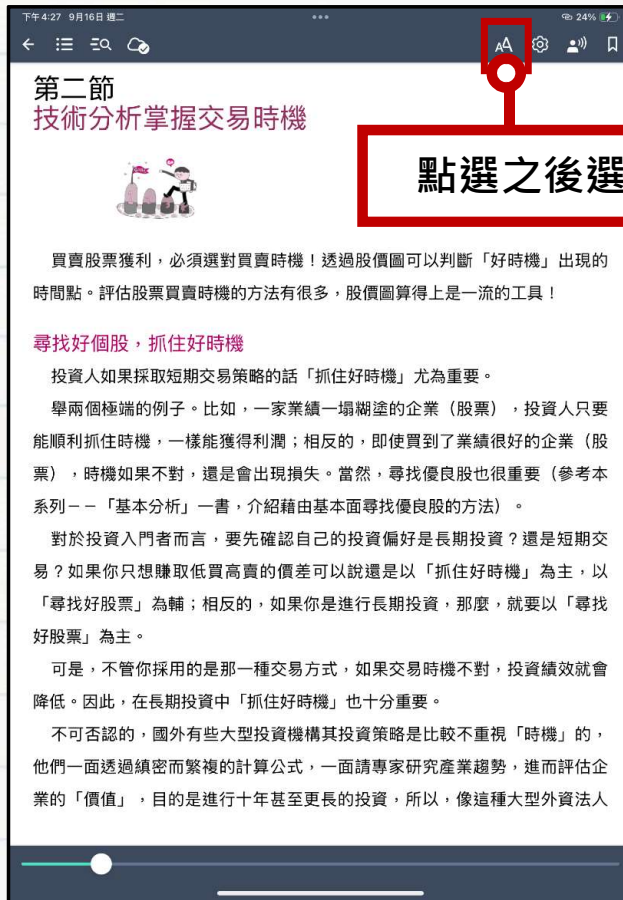 下午4:27 9月16日 週二
24%
AA
第二節
技術分析掌握交易時機
點選之後選
買賣股票獲利，必須選對買賣時機！透過股價圖可以判斷「好時機」出現的
時間點。評估股票買賣時機的方法有很多，股價圖算得上是一流的工具！
尋找好個股，抓住好時機
投資人如果採取短期交易策略的話「抓住好時機」尤為重要。
舉兩個極端的例子。比如，一家業績一塌糊塗的企業（股票），投資人只要
能順利抓住時機，一樣能獲得利潤；相反的，即使買到了業績很好的企業（股
票），時機如果不對，還是會出現損失。當然，尋找優良股也很重要（參考本
系列－－「基本分析」一書，介紹藉由基本面尋找優良股的方法）。
對於投資入門者而言，要先確認自己的投資偏好是長期投資？還是短期交
易？如果你只想賺取低買高賣的價差可以說還是以「抓住好時機」為主，以
「尋找好股票」為輔；相反的，如果你是進行長期投資，那麼，就要以「尋找
好股票」為主。
可是，不管你採用的是那一種交易方式，如果交易時機不對，投資績效就會
降低。因此，在長期投資中「抓住好時機」也十分重要。
不可否認的，國外有些大型投資機構其投資策略是比較不重視「時機」的，
他們一面透過縝密而繁複的計算公式，一面請專家研究產業趨勢，進而評估企
業的「價值」，目的是進行十年甚至更長的投資，所以，像這種大型外資法人